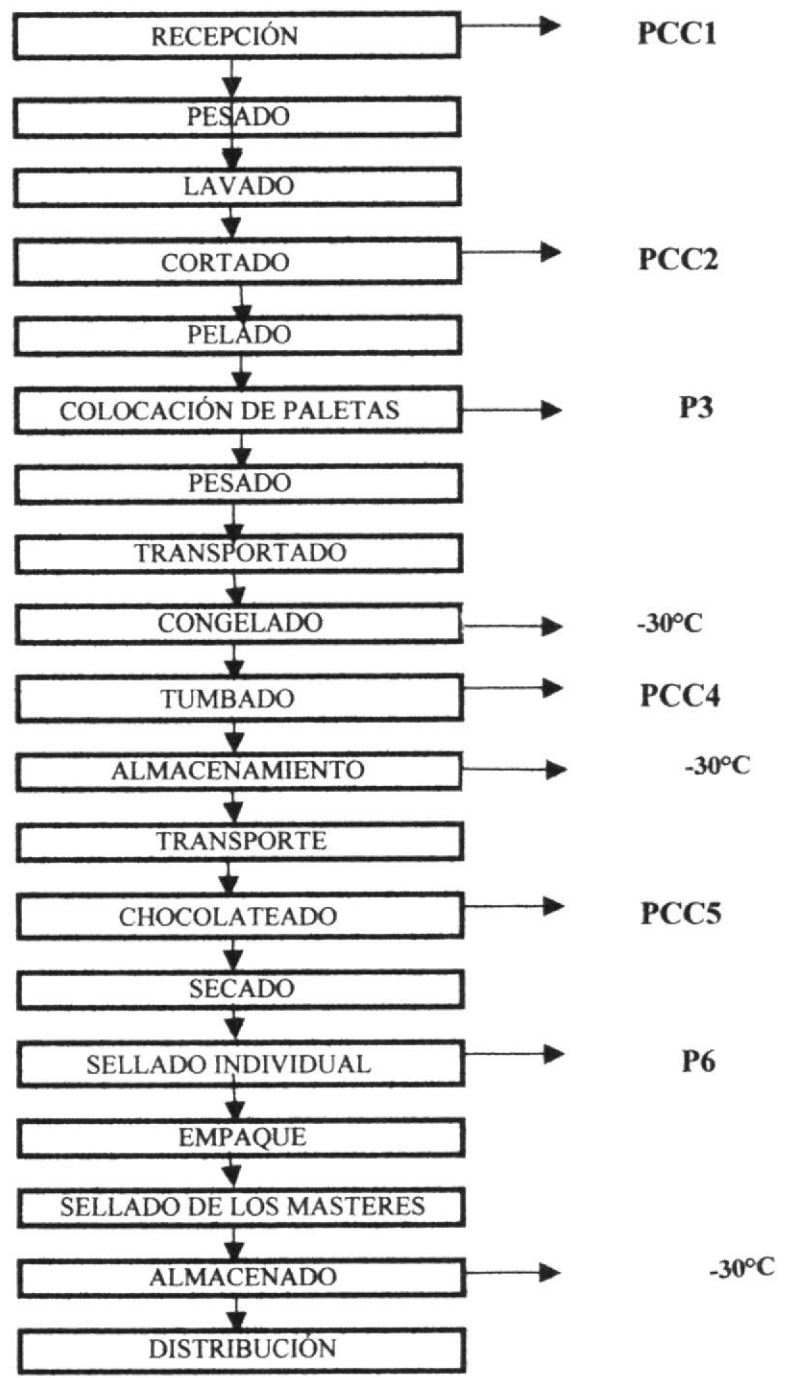 RECEPCIÓN PCC1
PESADO
LAVADO
CORTADO PCC2
PELADO
COLOCACIÓN DE PALETAS P3
PESADO
TRANSPORTADO
CONGELADO -30°C
TUMBADO PCC4
ALMACENAMIENTO -30°C
TRANSPORTE
CHOCOLATEADO PCC5
SECADO
SELLADO INDIVIDUAL P6
EMPAQUE
SELLADO DE LOS MASTERES
ALMACENADO -30°C
DISTRIBUCIÓN